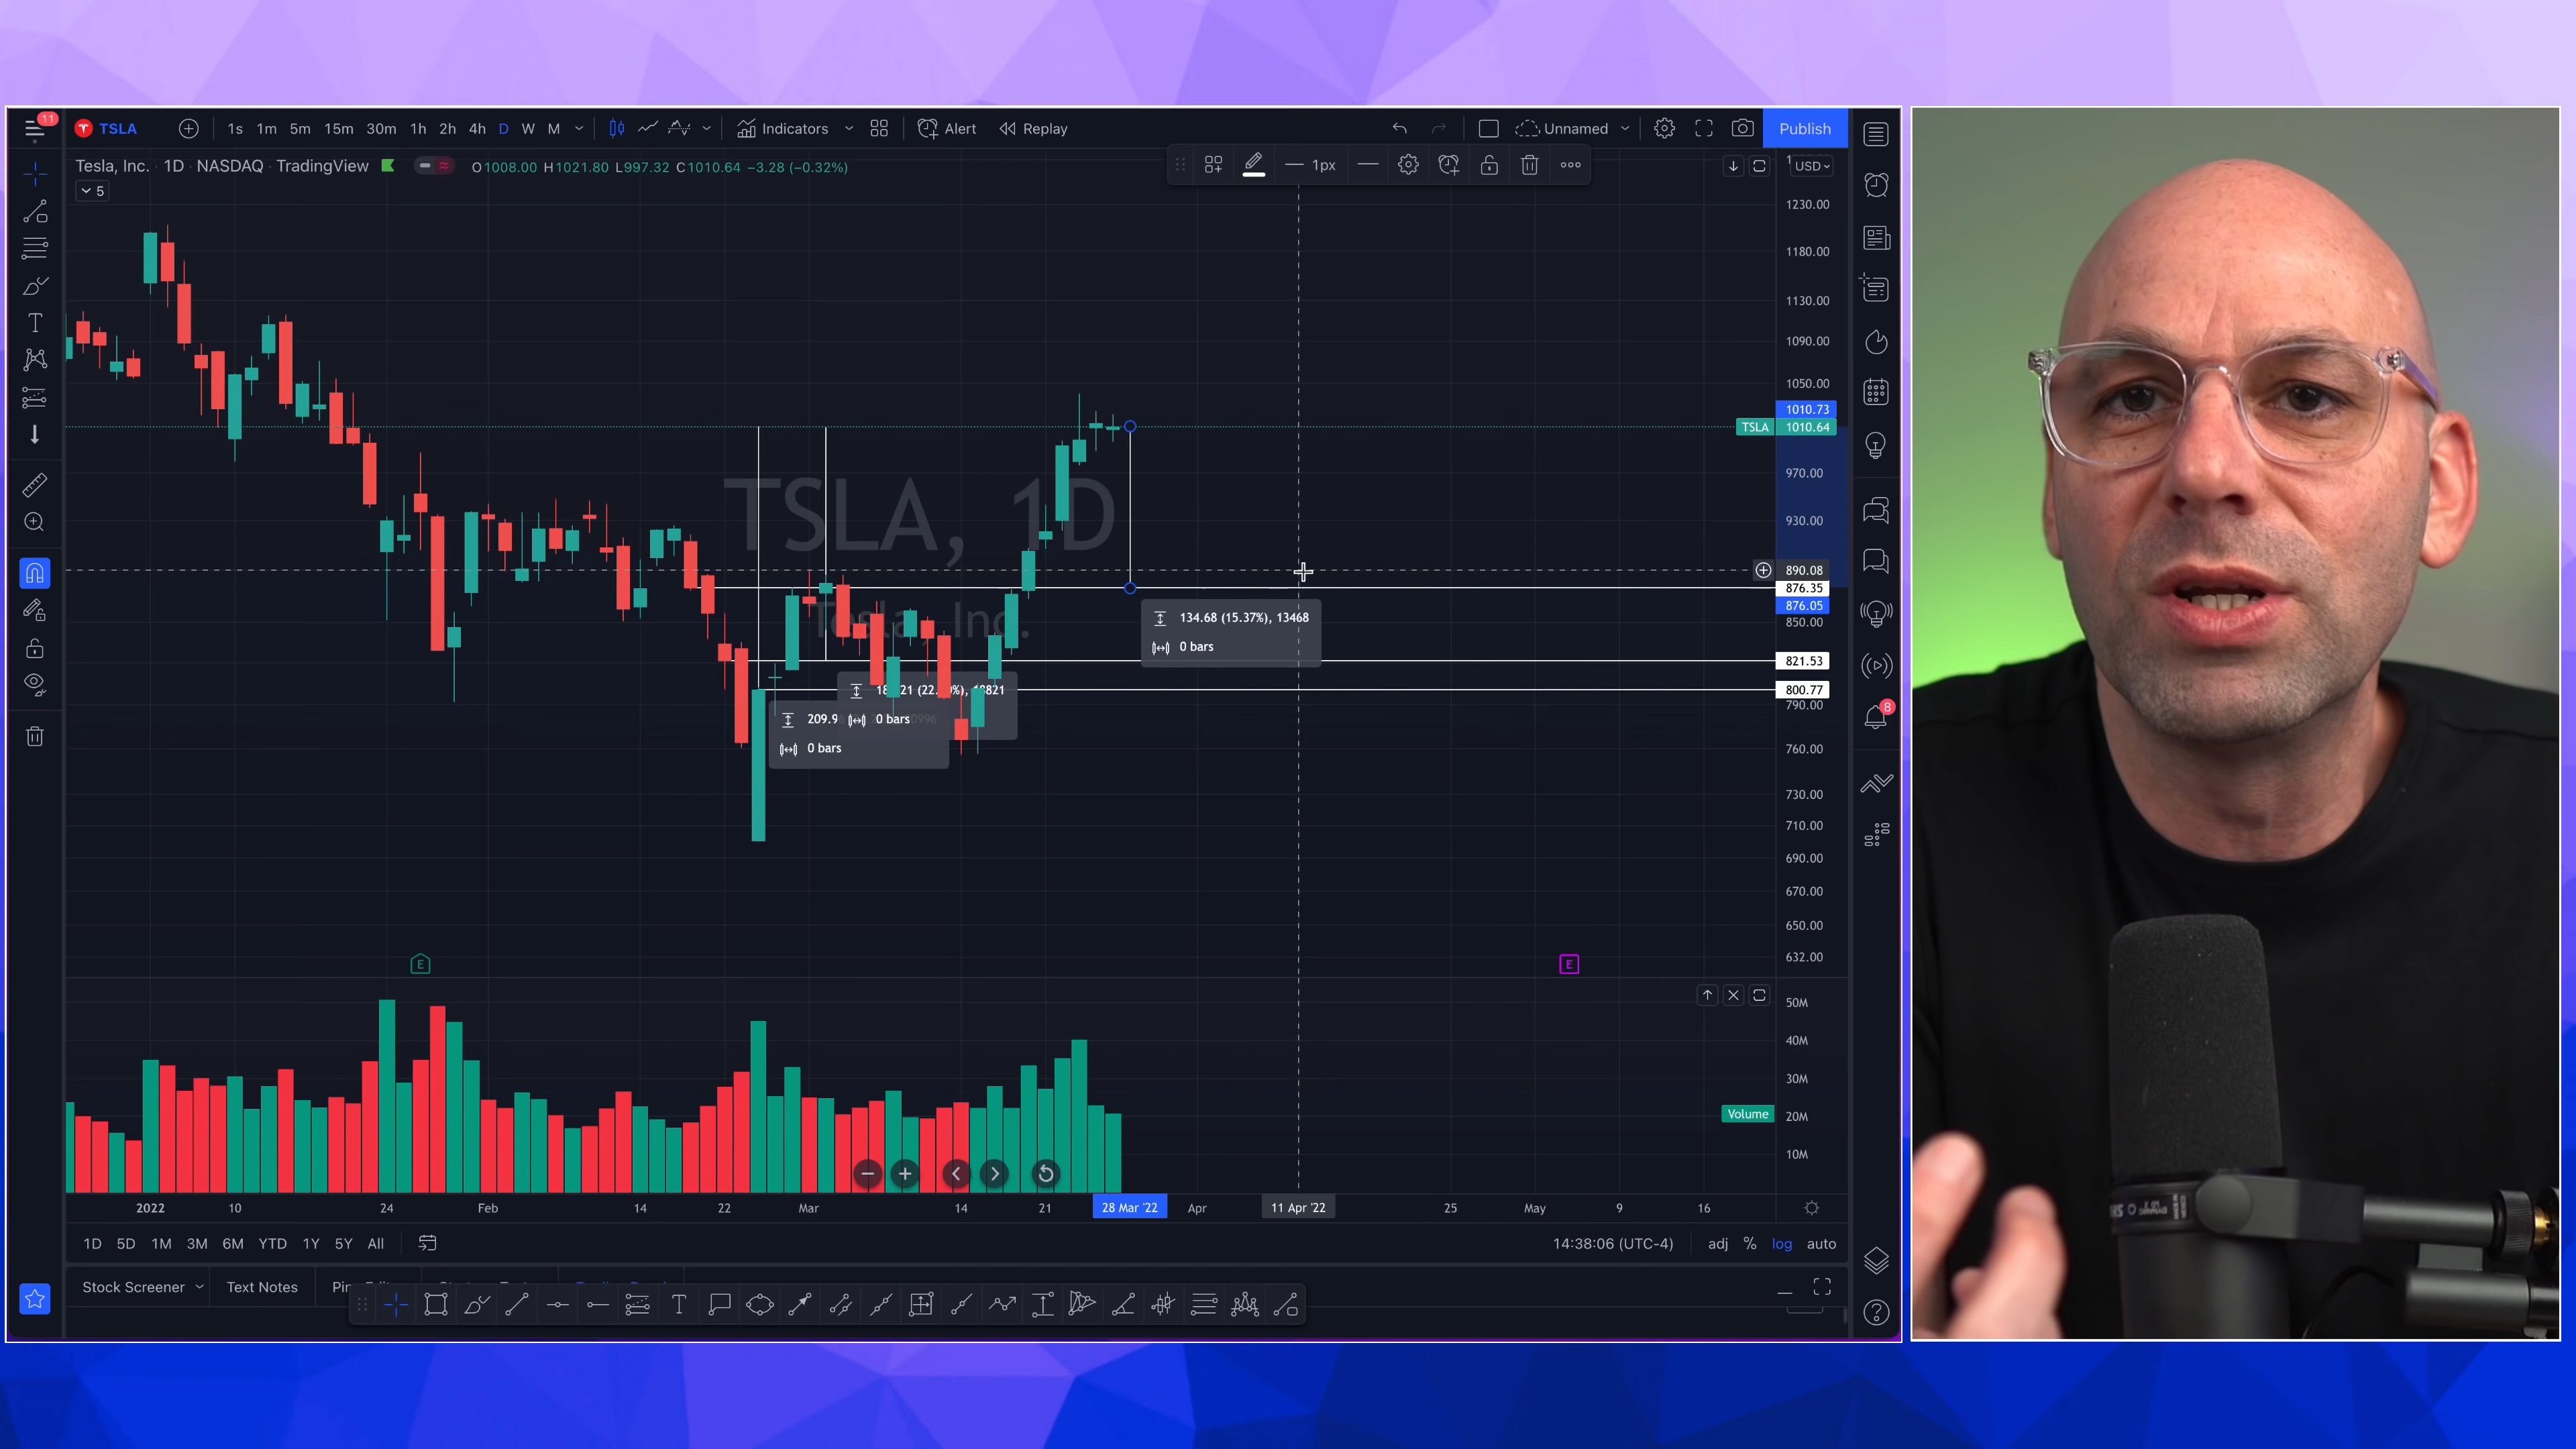 11
TSLA
1s 1m 5m 15m 30m 1h 2h 4h D W M
Indicators
Alert
Replay
Unnamed
Publish
Tesla, Inc. · 1D · NASDAQ · TradingView
O1008.00 H1021.80 L997.32 C1010.64 −3.28 (−0.32%)
1px
USD
5
1230.00
1180.00
1130.00
1090.00
1050.00
1010.73
TSLA 1010.64
970.00
TSLA, 1D
930.00
890.08
876.35
876.05
Tesla, Inc.
134.68 (15.37%), 13468
850.00
0 bars
821.53
800.77
790.00
209.9
0 bars
8
0 bars
760.00
730.00
710.00
690.00
670.00
650.00
E
E
632.00
50M
40M
30M
Volume 20M
10M
2022 10 24 Feb 14 22 Mar 14 21 28 Mar '22 Apr 11 Apr '22 25 May 9 16
1D 5D 1M 3M 6M YTD 1Y 5Y All
14:38:06 (UTC-4)
adj % log auto
Stock Screener
Text Notes